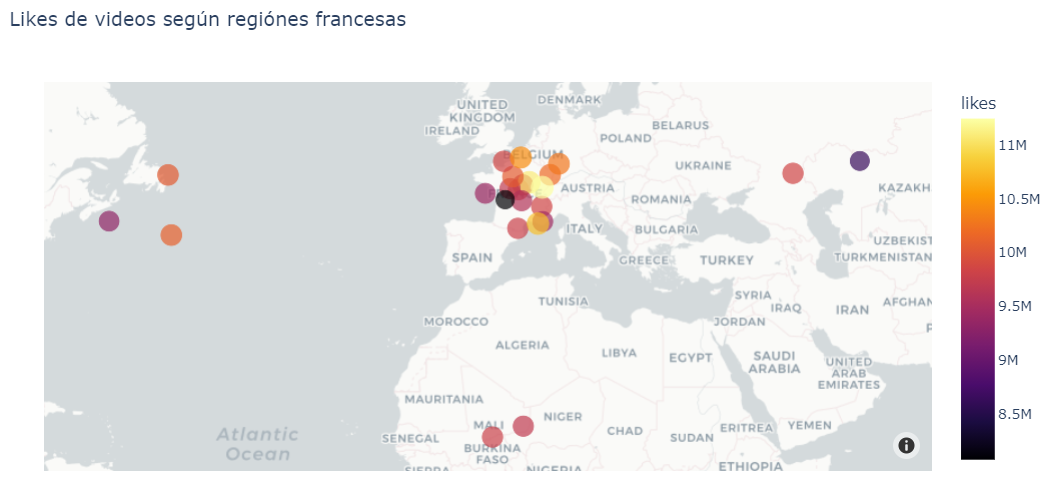 Likes de videos según regiónes francesas
likes
11M
10.5M
10M
9.5M
9M
8.5M
UNITED
KINGDOM
IRELAND
DENMARK
BELARUS
POLAND
BELGIUM
UKRAINE
AUSTRIA
ROMANIA
KAZAKH
ITALY
BULGARIA
SPAIN
GREECE
TURKEY
UZBEKIST
TURKMENISTAN
TUNISIA
SYRIA
IRAQ
IRAN
AFGHAN
MOROCCO
JORDAN
ALGERIA
LIBYA
EGYPT
SAUDI
ARABIA
UNITED
ARAB
EMIRATES
MAURITANIA
MALI
NIGER
CHAD
SUDAN
ERITREA
YEMEN
SENEGAL
BURKINA
FASO
NIGERIA
ETHIOPIA
Atlantic
Ocean